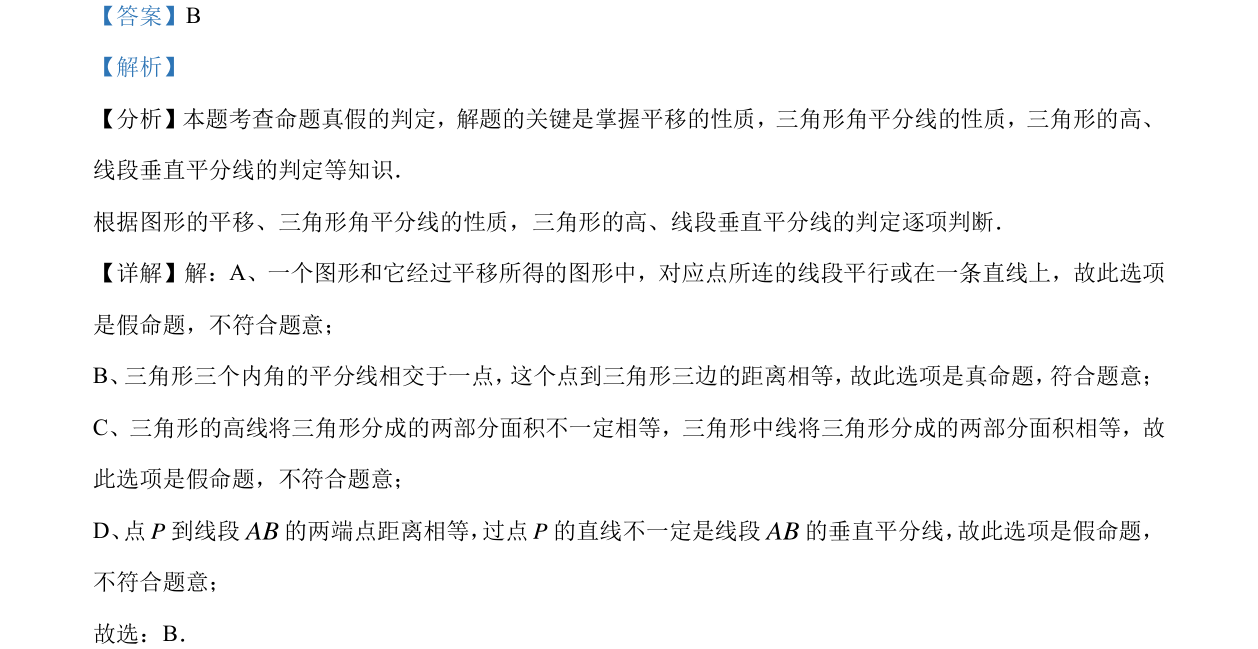 【答案】B
【解析】
【分析】本题考查命题真假的判定，解题的关键是掌握平移的性质，三角形角平分线的性质，三角形的高、
线段垂直平分线的判定等知识．
根据图形的平移、三角形角平分线的性质，三角形的高、线段垂直平分线的判定逐项判断．
【详解】解：A、一个图形和它经过平移所得的图形中，对应点所连的线段平行或在一条直线上，故此选项
是假命题，不符合题意；
B、三角形三个内角的平分线相交于一点，这个点到三角形三边的距离相等，故此选项是真命题，符合题意；
C、三角形的高线将三角形分成的两部分面积不一定相等，三角形中线将三角形分成的两部分面积相等，故
此选项是假命题，不符合题意；
D、点 P 到线段 AB 的两端点距离相等，过点 P 的直线不一定是线段 AB 的垂直平分线，故此选项是假命题，
不符合题意；
故选：B．